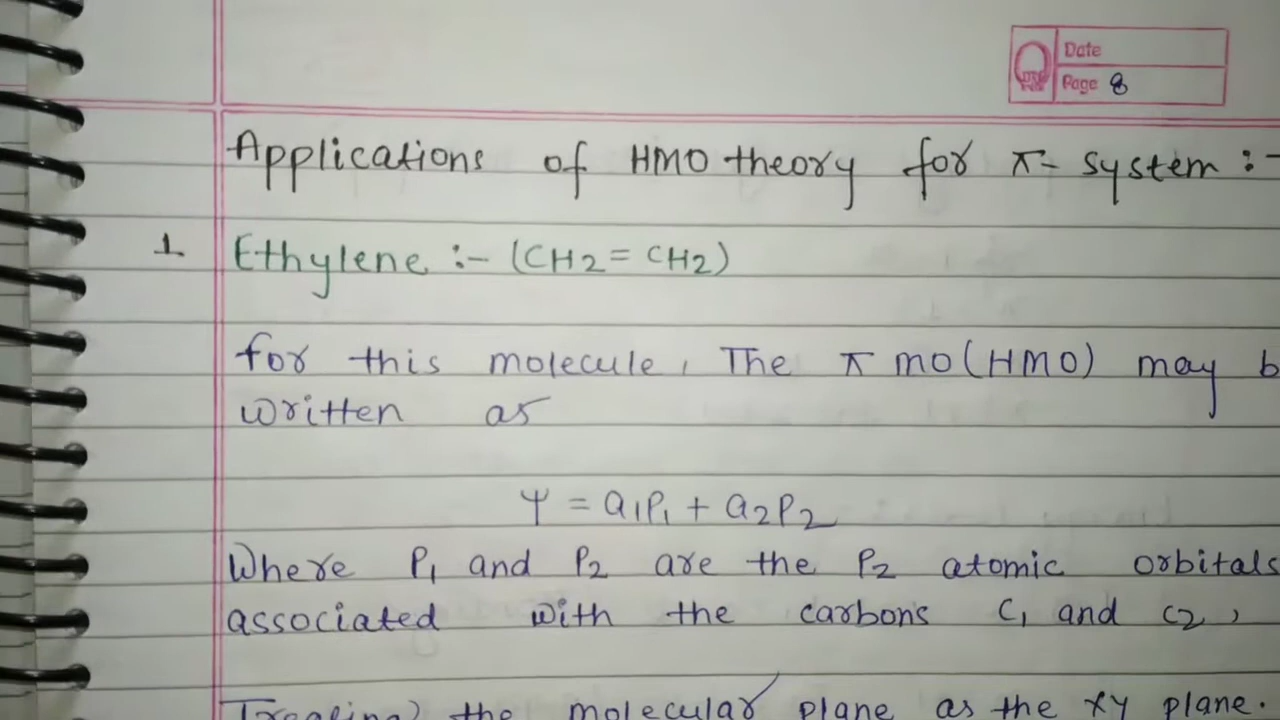 Date
Page 8
Applications of HMO theory for π- system :-
1 Ethylene :- (CH2 = CH2)
for this molecule, The π mo (HMO) may b
written as
Ψ = a1P1 + a2P2
Where P1 and P2 are the P2 atomic orbitals
associated with the carbons C1 and C2,
the molecular plane as the xy plane.